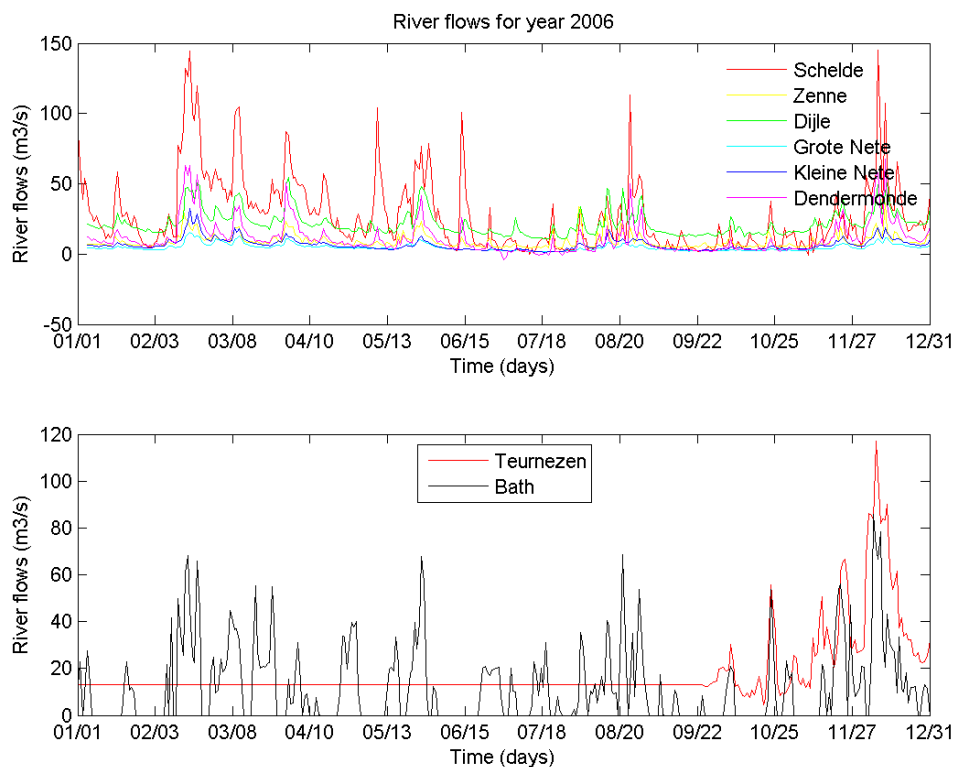 River flows for year 2006
150
100
50
0
-50
River flows (m3/s)
Schelde
Zenne
Dijle
Grote Nete
Kleine Nete
Dendermonde
01/01 02/03 03/08 04/10 05/13 06/15 07/18 08/20 09/22 10/25 11/27 12/31
Time (days)
120
100
80
60
40
20
0
River flows (m3/s)
Teurnezen
Bath
01/01 02/03 03/08 04/10 05/13 06/15 07/18 08/20 09/22 10/25 11/27 12/31
Time (days)